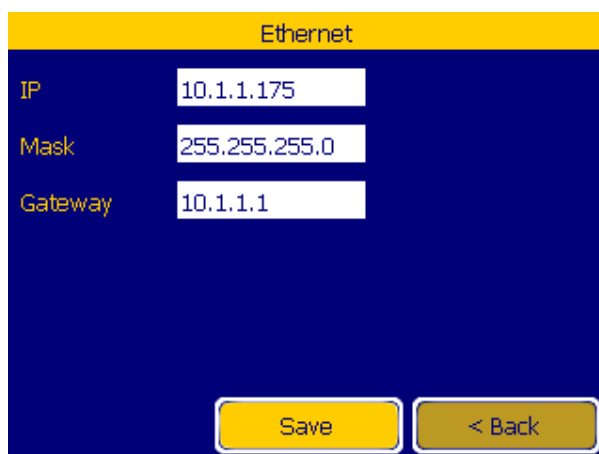 Ethernet
IP 10.1.1.175
Mask 255.255.255.0
Gateway 10.1.1.1
Save < Back